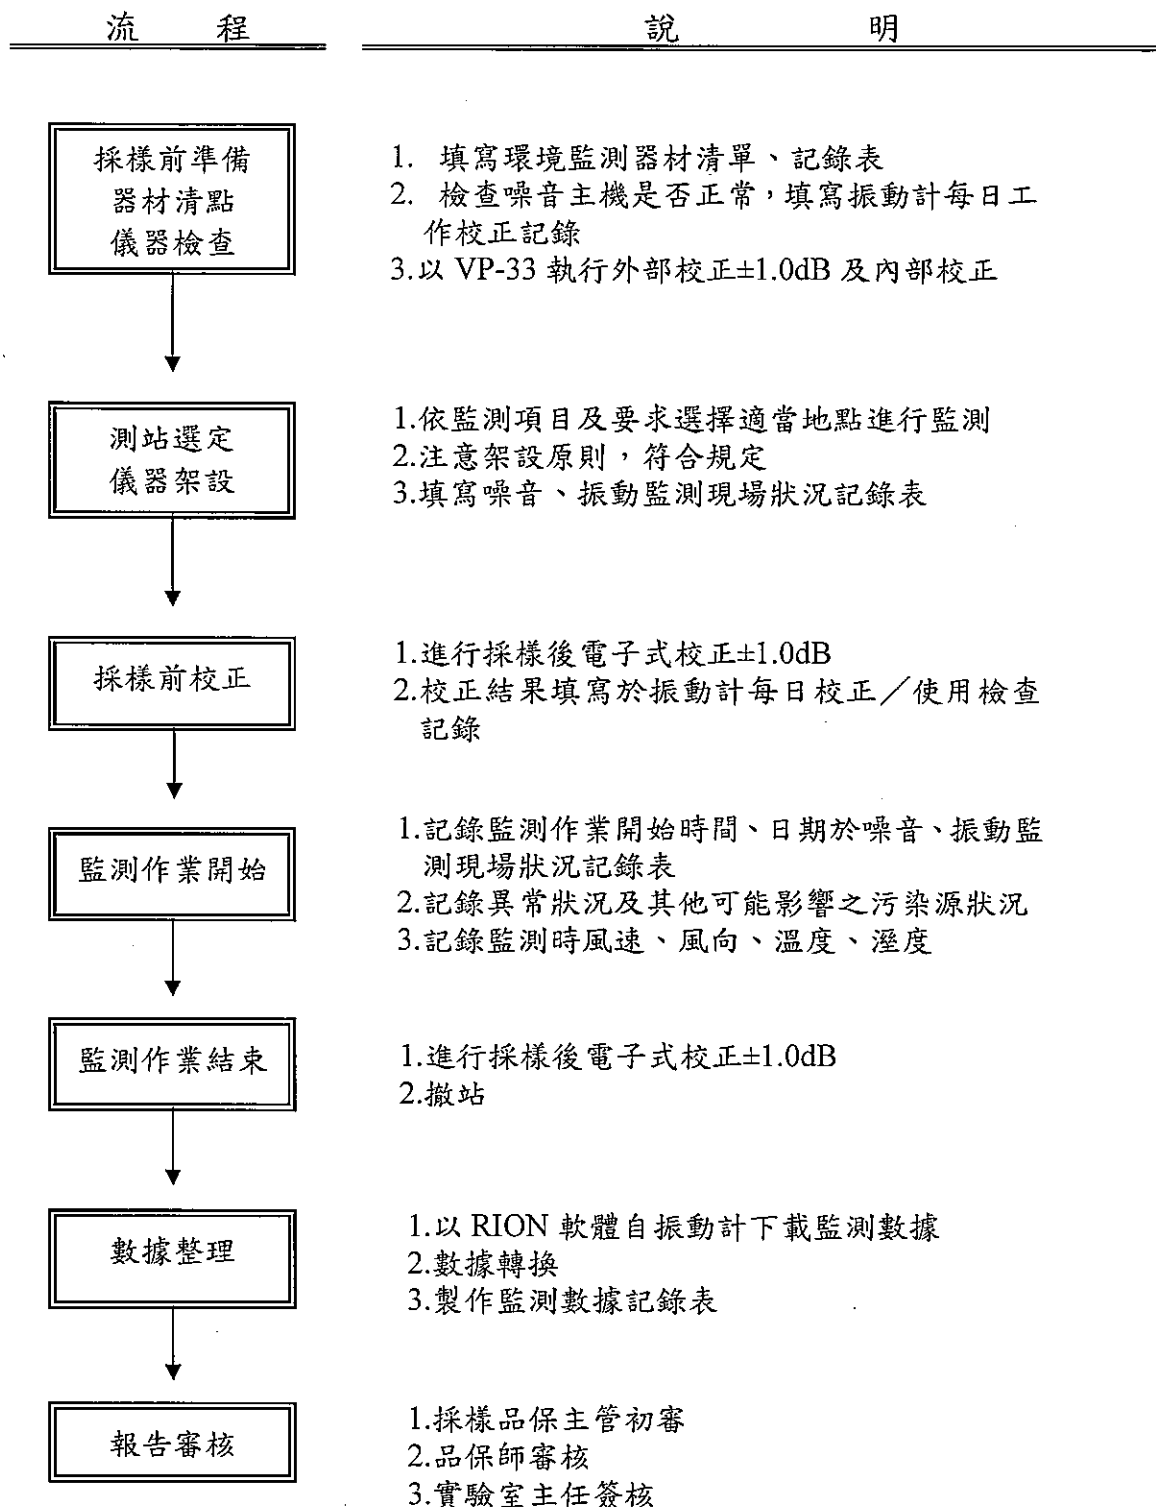 流程
說明
採樣前準備
器材清點
儀器檢查
1. 填寫環境監測器材清單、記錄表
2. 檢查噪音主機是否正常，填寫振動計每日工
作校正記錄
3.以 VP-33 執行外部校正±1.0dB 及內部校正
測站選定
儀器架設
1.依監測項目及要求選擇適當地點進行監測
2.注意架設原則，符合規定
3.填寫噪音、振動監測現場狀況記錄表
採樣前校正
1.進行採樣後電子式校正±1.0dB
2.校正結果填寫於振動計每日校正／使用檢查
記錄
監測作業開始
1.記錄監測作業開始時間、日期於噪音、振動監
測現場狀況記錄表
2.記錄異常狀況及其他可能影響之污染源狀況
3.記錄監測時風速、風向、溫度、溼度
監測作業結束
1.進行採樣後電子式校正±1.0dB
2.撤站
數據整理
1.以 RION 軟體自振動計下載監測數據
2.數據轉換
3.製作監測數據記錄表
報告審核
1.採樣品保主管初審
2.品保師審核
3.實驗室主任簽核